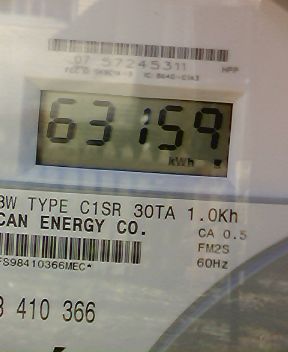 .07 57245311 HPP
63159
kWh
3W TYPE C1SR 30TA 1.0Kh
CAN ENERGY CO. CA 0.5
FM2S
FS98410366MEC* 60Hz
410 366